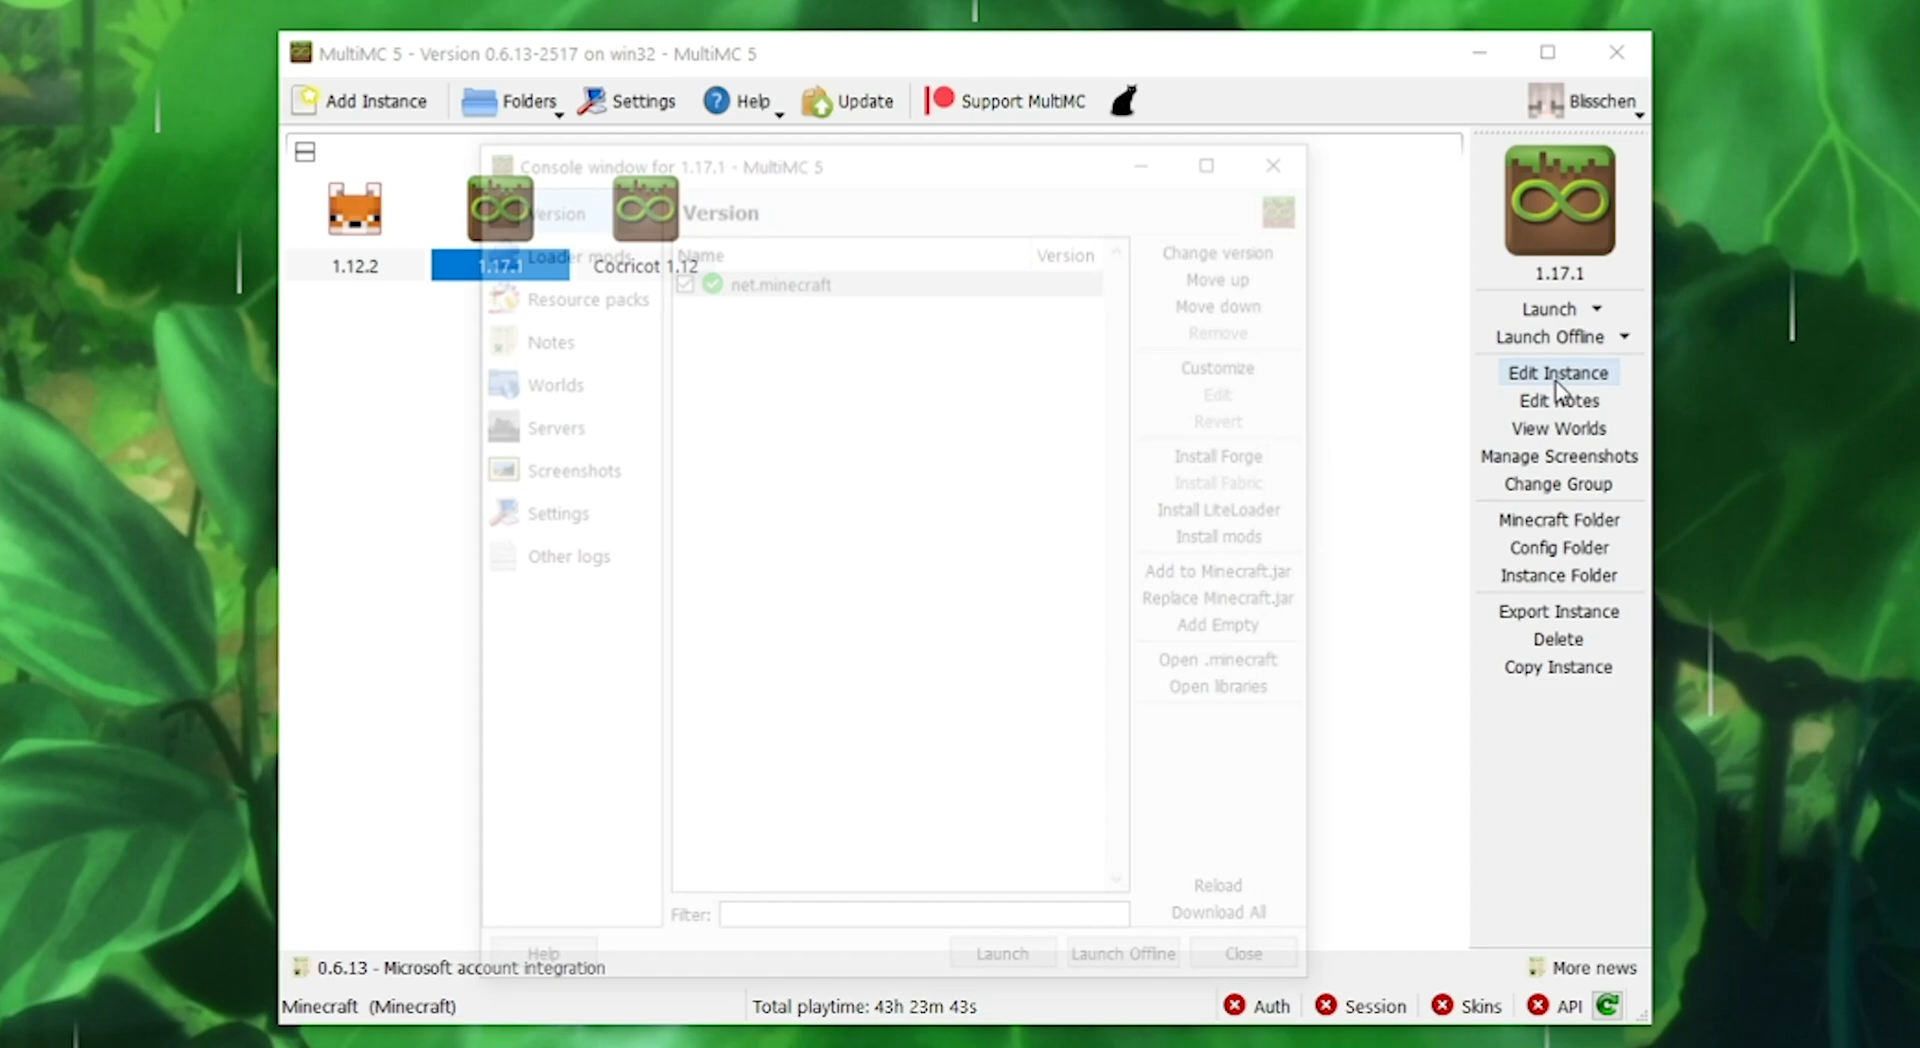 MultiMC 5 - Version 0.6.13-2517 on win32 - MultiMC 5
Add Instance
Folders
Settings
Help
Update
Support MultiMC
Blisschen
1.12.2
1.17.1
Cocricot 1.12
Console window for 1.17.1 - MultiMC 5
Version
Loader mods
Resource packs
Notes
Worlds
Servers
Screenshots
Settings
Other logs
Version
Name Version
net.minecraft
Filter:
Change version
Move up
Move down
Remove
Customize
Edit
Revert
Install Forge
Install Fabric
Install LiteLoader
Install mods
Add to Minecraft.jar
Replace Minecraft.jar
Add Empty
Open .minecraft
Open libraries
Reload
Download All
Help
Launch
Launch Offline
Close
1.17.1
Launch
Launch Offline
Edit Instance
Edit Notes
View Worlds
Manage Screenshots
Change Group
Minecraft Folder
Config Folder
Instance Folder
Export Instance
Delete
Copy Instance
0.6.13 - Microsoft account integration
More news
Minecraft (Minecraft)
Total playtime: 43h 23m 43s
Auth
Session
Skins
API